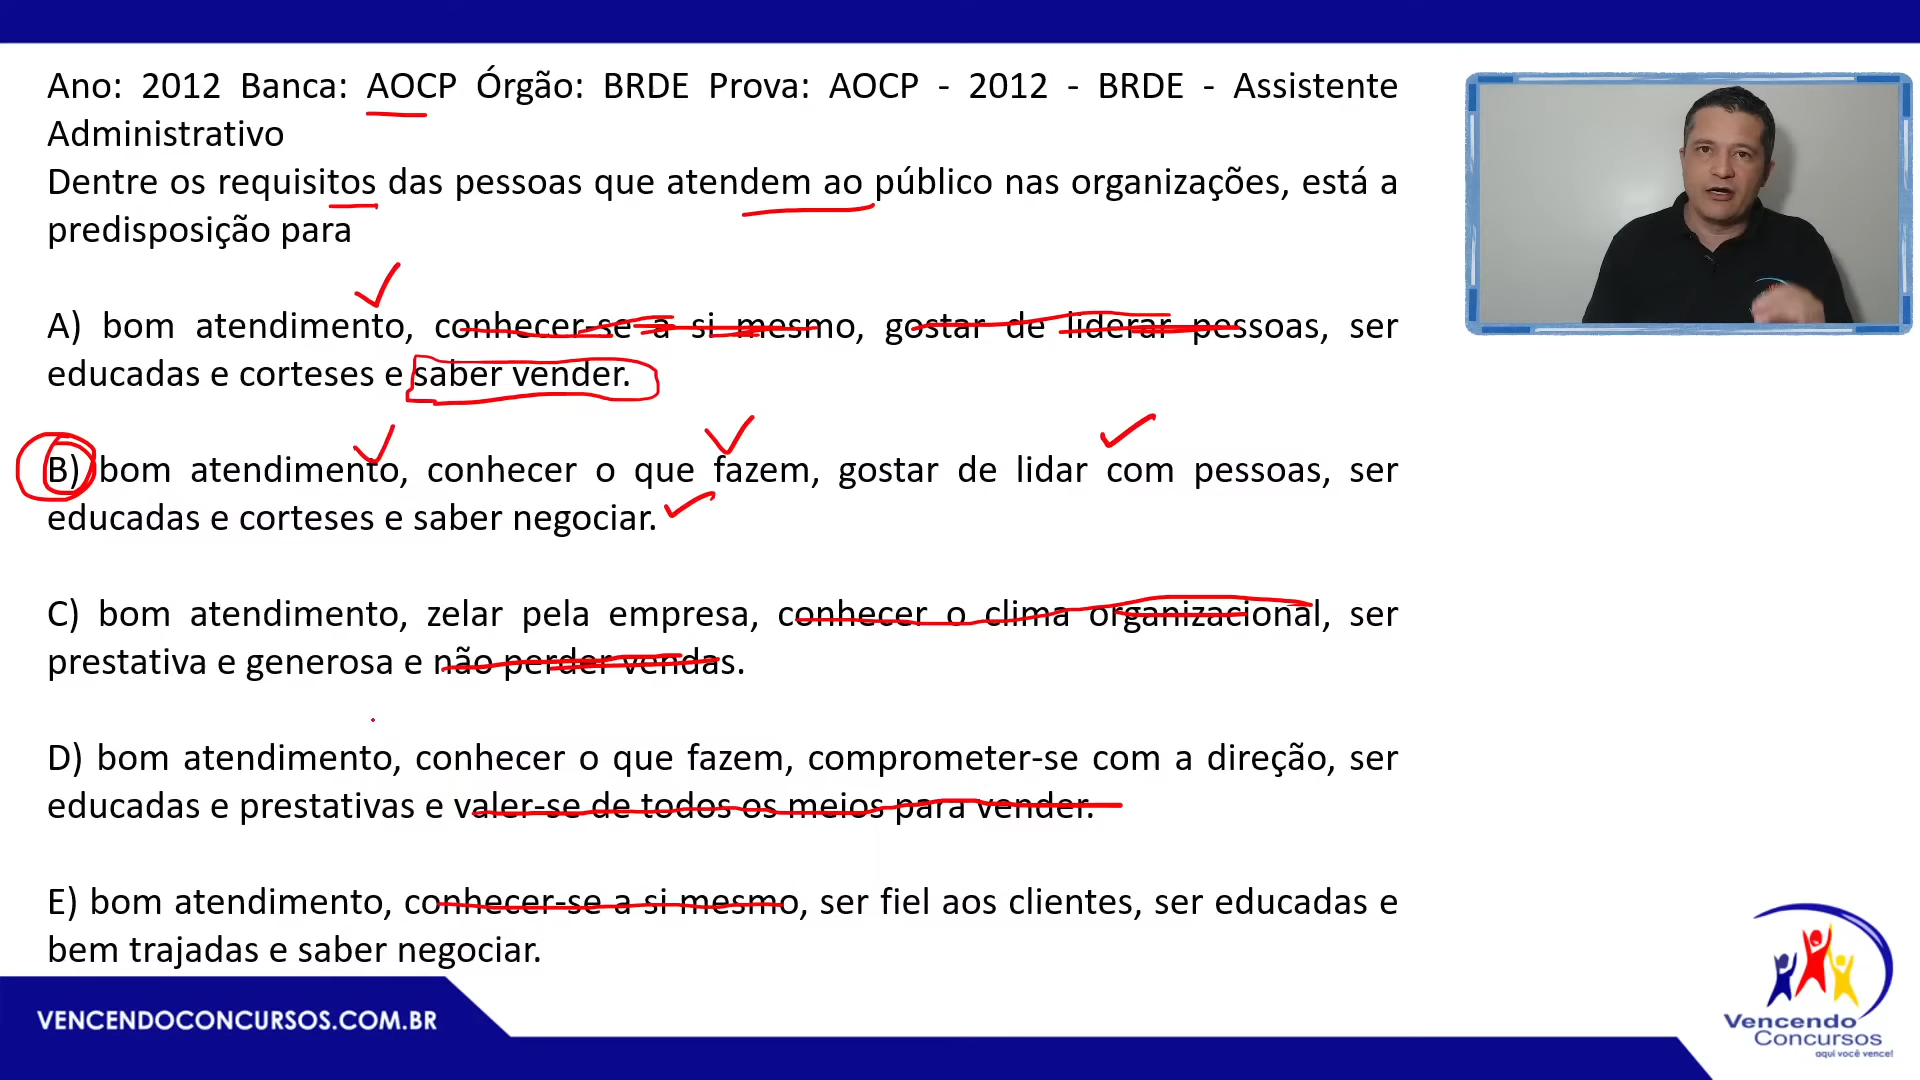 Ano: 2012 Banca: AOCP Órgão: BRDE Prova: AOCP - 2012 - BRDE - Assistente
Administrativo
Dentre os requisitos das pessoas que atendem ao público nas organizações, está a
predisposição para
A) bom atendimento, conhecer-se a si mesmo, gostar de liderar pessoas, ser
educadas e corteses e saber vender.
B) bom atendimento, conhecer o que fazem, gostar de lidar com pessoas, ser
educadas e corteses e saber negociar.
C) bom atendimento, zelar pela empresa, conhecer o clima organizacional, ser
prestativa e generosa e não perder vendas.
D) bom atendimento, conhecer o que fazem, comprometer-se com a direção, ser
educadas e prestativas e valer-se de todos os meios para vender.
E) bom atendimento, conhecer-se a si mesmo, ser fiel aos clientes, ser educadas e
bem trajadas e saber negociar.
VENCENDOCONCURSOS.COM.BR
Vencendo
Concursos
aqui você vence!